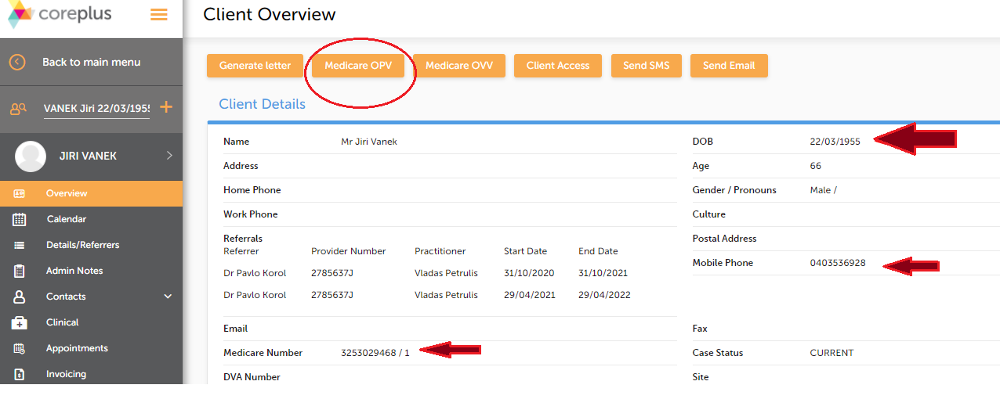 coreplus
Client Overview
Back to main menu
Generate letter Medicare OPV Medicare OVV Client Access Send SMS Send Email
VANEK Jiri 22/03/1955
Client Details
JIRI VANEK
Name Mr Jiri Vanek DOB 22/03/1955
Address Age 66
Home Phone Gender / Pronouns Male /
Work Phone Culture
Referrals Postal Address
Referrer Provider Number Practitioner Start Date End Date
Mobile Phone 0403536928
Dr Pavlo Korol 2785637J Vladas Petrulis 31/10/2020 31/10/2021
Dr Pavlo Korol 2785637J Vladas Petrulis 29/04/2021 29/04/2022
Email Fax
Medicare Number 3253029468 / 1 Case Status CURRENT
DVA Number Site
Overview
Calendar
Details/Referrers
Admin Notes
Contacts
Clinical
Appointments
Invoicing